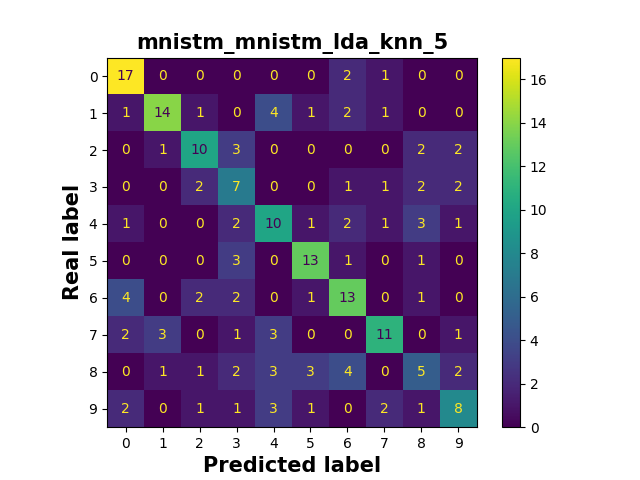 mnistm_mnistm_lda_knn_5
0 17 0 0 0 0 0 2 1 0 0
1 1 14 1 0 4 1 2 1 0 0
2 0 1 10 3 0 0 0 0 2 2
3 0 0 2 7 0 0 1 1 2 2
4 1 0 0 2 10 1 2 1 3 1
5 0 0 0 3 0 13 1 0 1 0
6 4 0 2 2 0 1 13 0 1 0
7 2 3 0 1 3 0 0 11 0 1
8 0 1 1 2 3 3 4 0 5 2
9 2 0 1 1 3 1 0 2 1 8
0 1 2 3 4 5 6 7 8 9
Real label
Predicted label
16
14
12
10
8
6
4
2
0